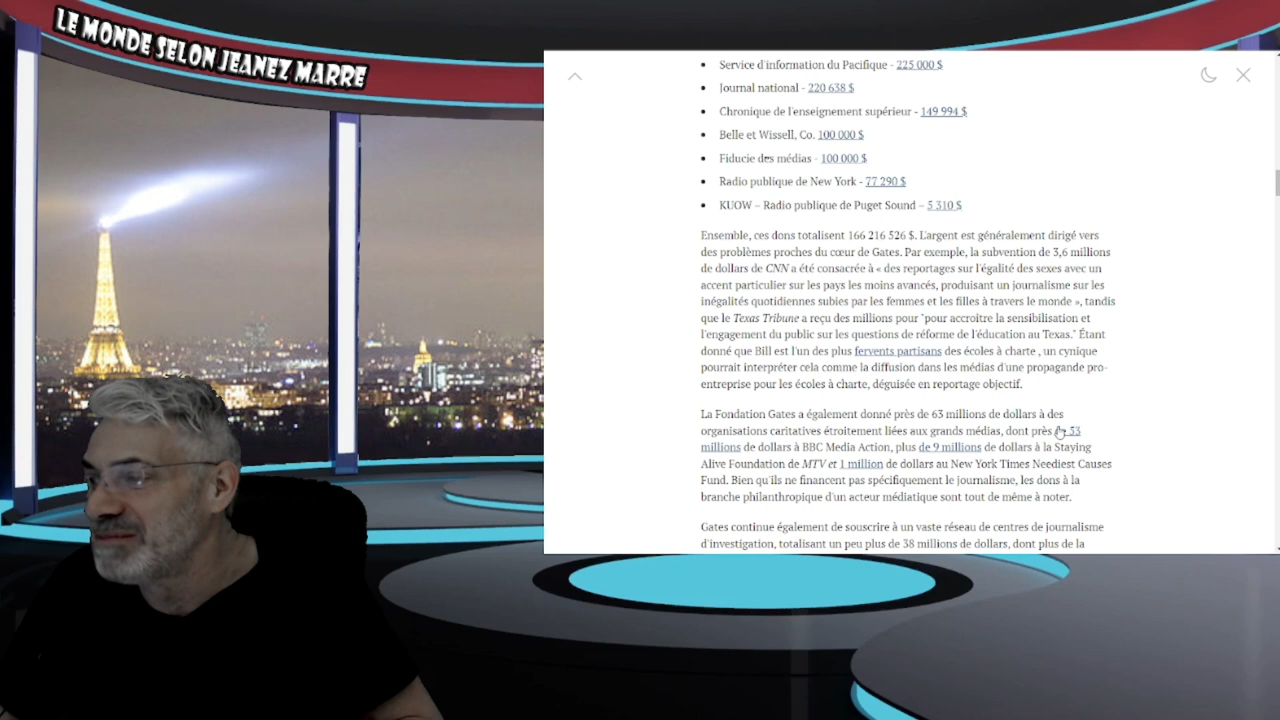 LE MONDE SELON JEANEZ MARRE
• Service d'information du Pacifique - 225 000 $
• Journal national - 220 638 $
• Chronique de l'enseignement supérieur - 149 994 $
• Belle et Wissell, Co. 100 000 $
• Fiducie des médias - 100 000 $
• Radio publique de New York - 77 290 $
• KUOW – Radio publique de Puget Sound – 5 310 $
Ensemble, ces dons totalisent 166 216 526 $. L'argent est généralement dirigé vers
des problèmes proches du cœur de Gates. Par exemple, la subvention de 3,6 millions
de dollars de CNN a été consacrée à « des reportages sur l'égalité des sexes avec un
accent particulier sur les pays les moins avancés, produisant un journalisme sur les
inégalités quotidiennes subies par les femmes et les filles à travers le monde », tandis
que le Texas Tribune a reçu des millions pour "pour accroître la sensibilisation et
l'engagement du public sur les questions de réforme de l'éducation au Texas." Étant
donné que Bill est l'un des plus fervents partisans des écoles à charte , un cynique
pourrait interpréter cela comme la diffusion dans les médias d'une propagande pro-
entreprise pour les écoles à charte, déguisée en reportage objectif.
La Fondation Gates a également donné près de 63 millions de dollars à des
organisations caritatives étroitement liées aux grands médias, dont près 53
millions de dollars à BBC Media Action, plus de 9 millions de dollars à la Staying
Alive Foundation de MTV et 1 million de dollars au New York Times Neediest Causes
Fund. Bien qu'ils ne financent pas spécifiquement le journalisme, les dons à la
branche philanthropique d'un acteur médiatique sont tout de même à noter.
Gates continue également de souscrire à un vaste réseau de centres de journalisme
d'investigation, totalisant un peu plus de 38 millions de dollars, dont plus de la